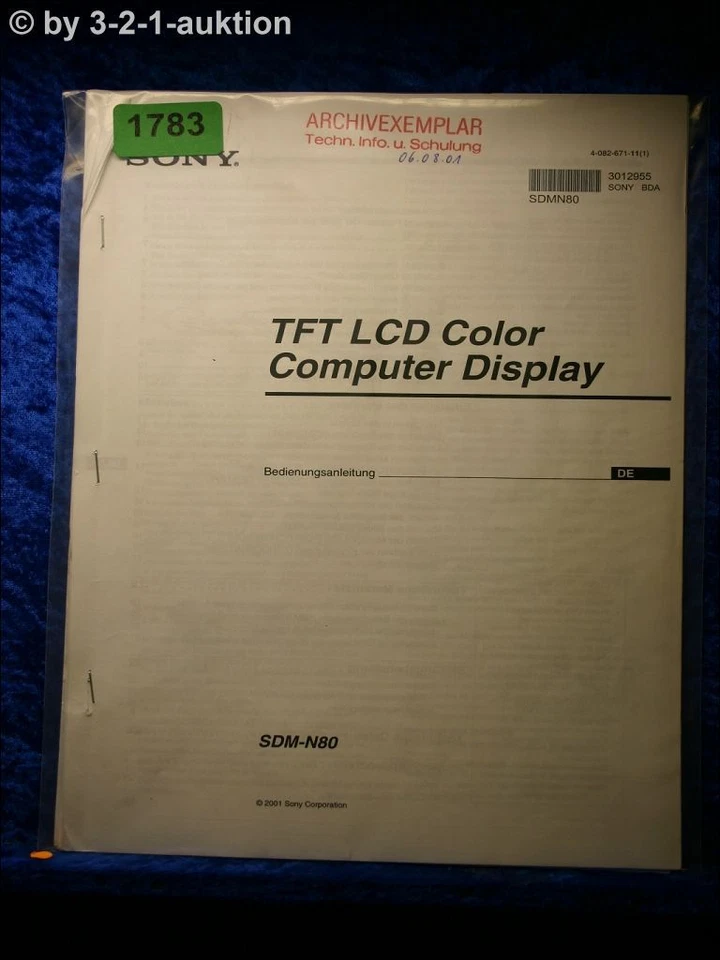 © by 3-2-1-auktion
1783
SONY®
ARCHIVEXEMPLAR
Techn. Info. u. Schulung
06.08.01
4-082-671-11(1)
3012955
SONY BDA
SDMN80
TFT LCD Color
Computer Display
Bedienungsanleitung DE
SDM-N80
© 2001 Sony Corporation